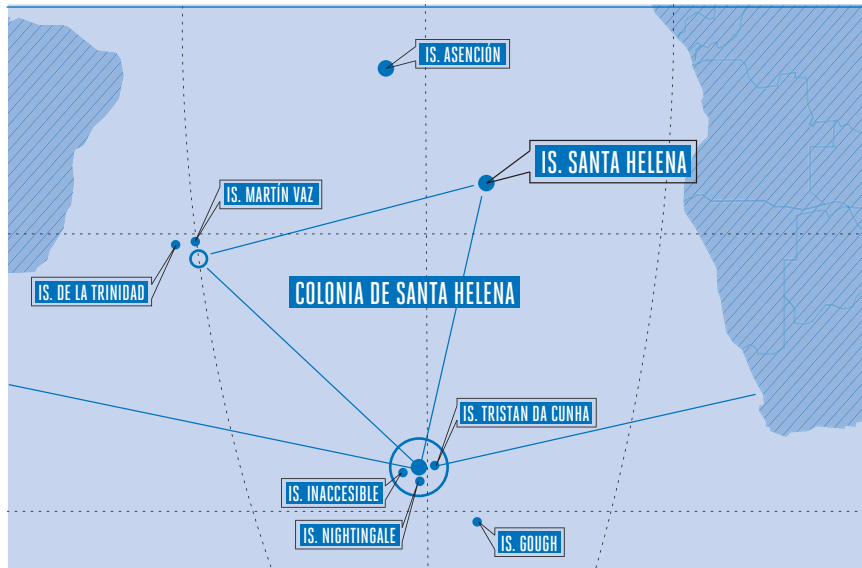 IS. ASENCIÓN
IS. SANTA HELENA
IS. MARTÍN VAZ
IS. DE LA TRINIDAD
COLONIA DE SANTA HELENA
IS. TRISTAN DA CUNHA
IS. INACCESIBLE
IS. NIGHTINGALE
IS. GOUGH